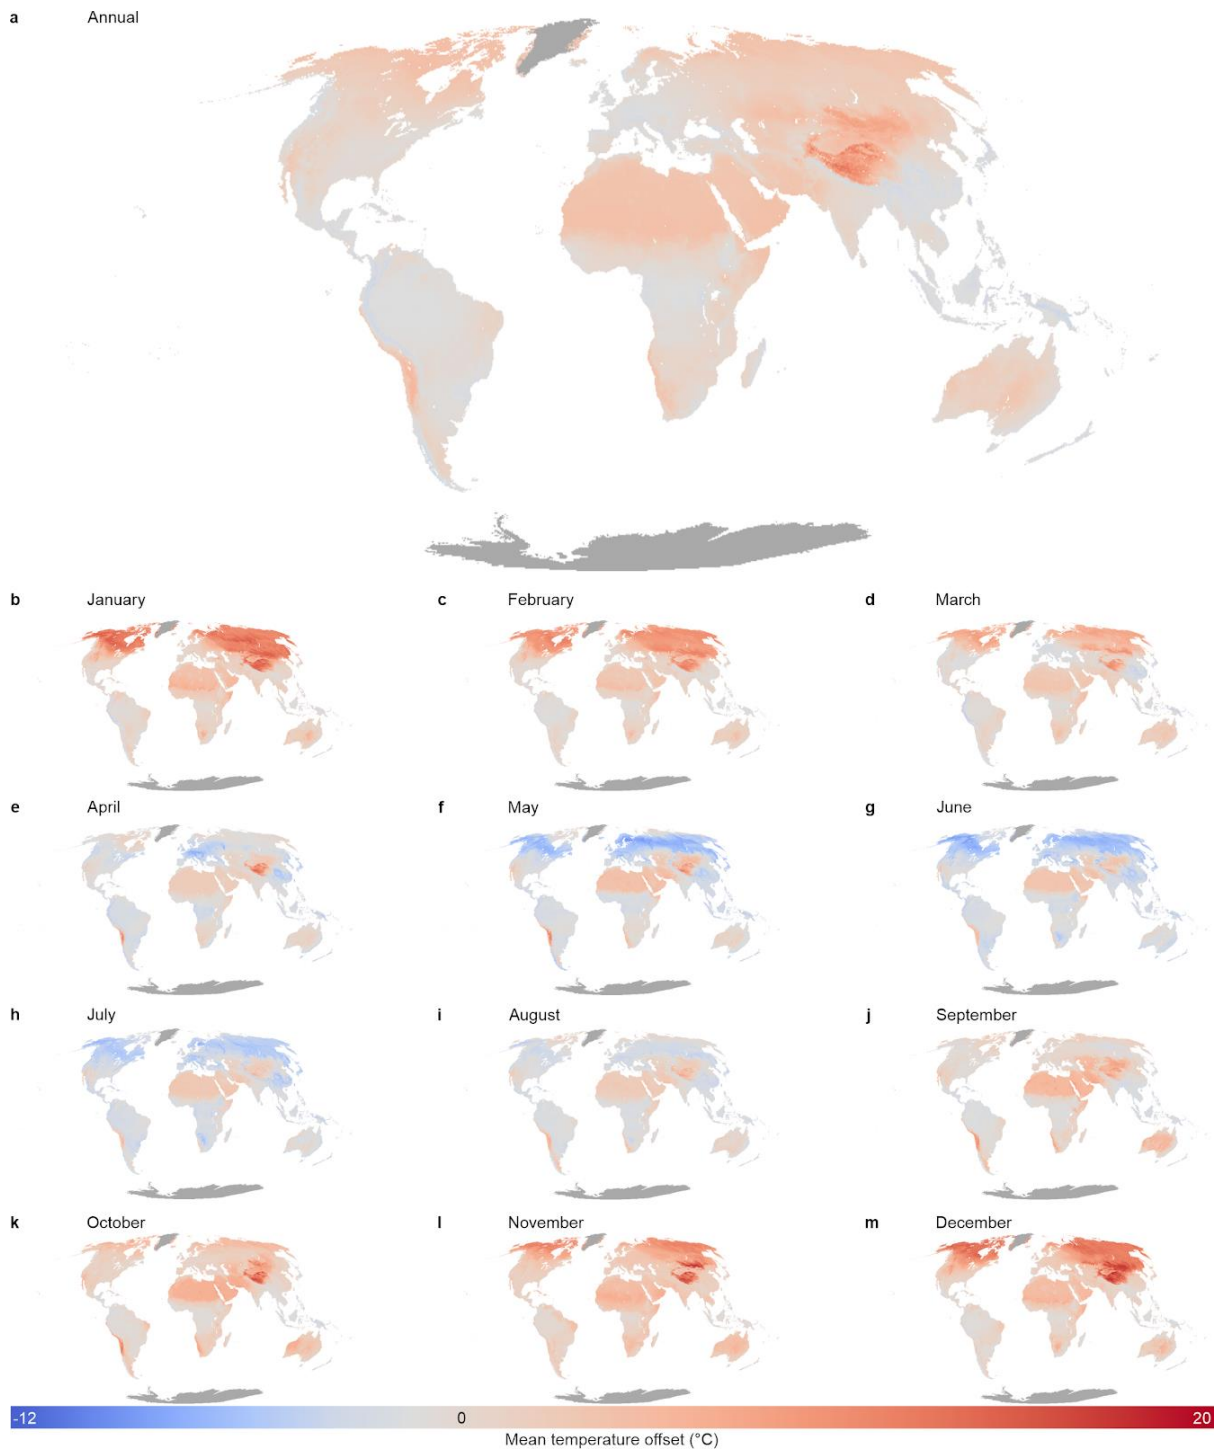 a Annual
b January c February d March
e April f May g June
h July i August j September
k October l November m December
-12 0 20
Mean temperature offset (°C)